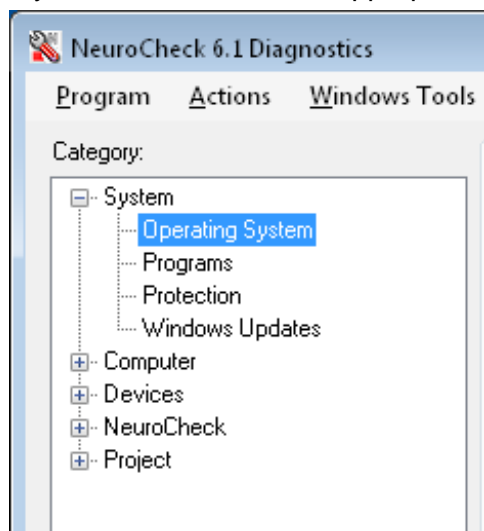 NeuroCheck 6.1 Diagnostics
Program Actions Windows Tools
Category:
System
Operating System
Programs
Protection
Windows Updates
Computer
Devices
NeuroCheck
Project